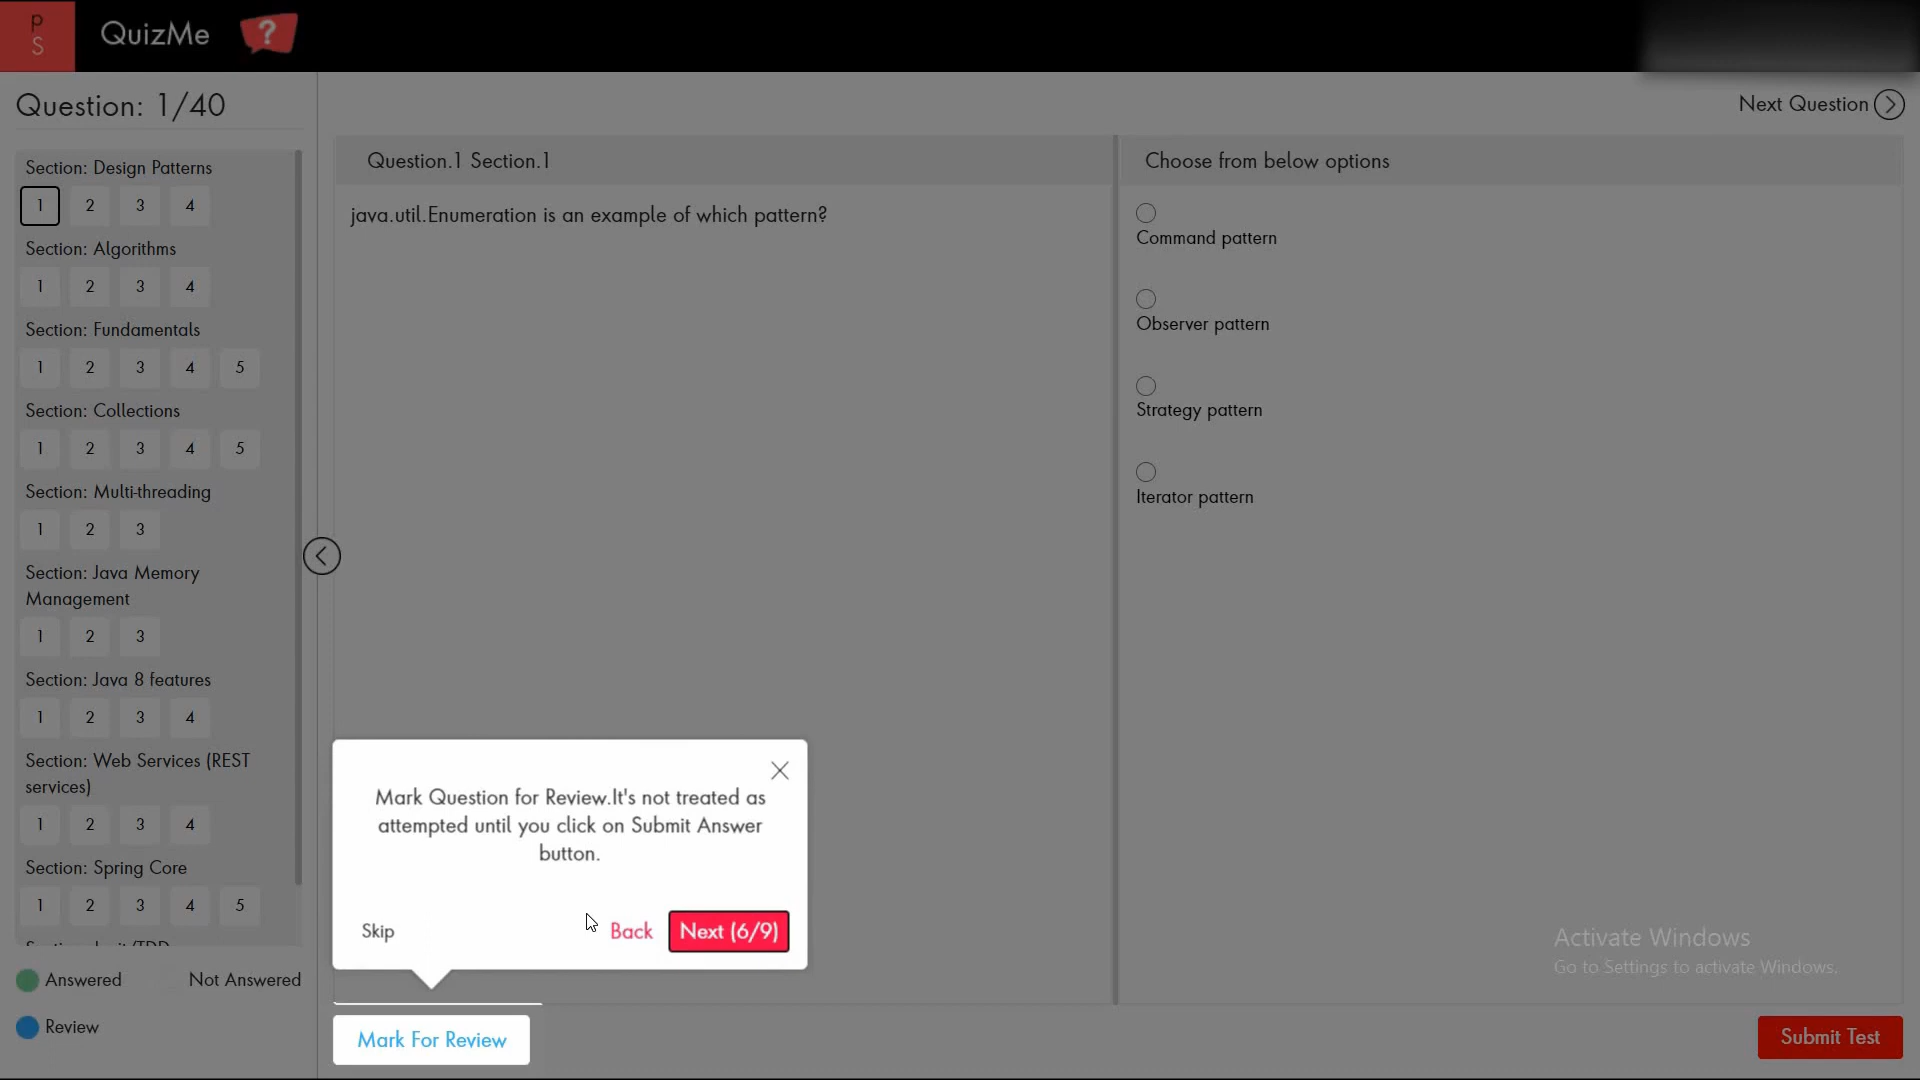 P
S
QuizMe ?
Question: 1/40
Next Question
Section: Design Patterns
1 2 3 4
Section: Algorithms
1 2 3 4
Section: Fundamentals
1 2 3 4 5
Section: Collections
1 2 3 4 5
Section: Multi-threading
1 2 3
Section: Java Memory
Management
1 2 3
Section: Java 8 features
1 2 3 4
Section: Web Services (REST
services)
1 2 3 4
Section: Spring Core
1 2 3 4 5
Answered Not Answered
Review
Question.1 Section.1
java.util.Enumeration is an example of which pattern?
Choose from below options
Command pattern
Observer pattern
Strategy pattern
Iterator pattern
Mark Question for Review.It's not treated as
attempted until you click on Submit Answer
button.
Skip Back Next (6/9)
Mark For Review
Activate Windows
Go to Settings to activate Windows.
Submit Test